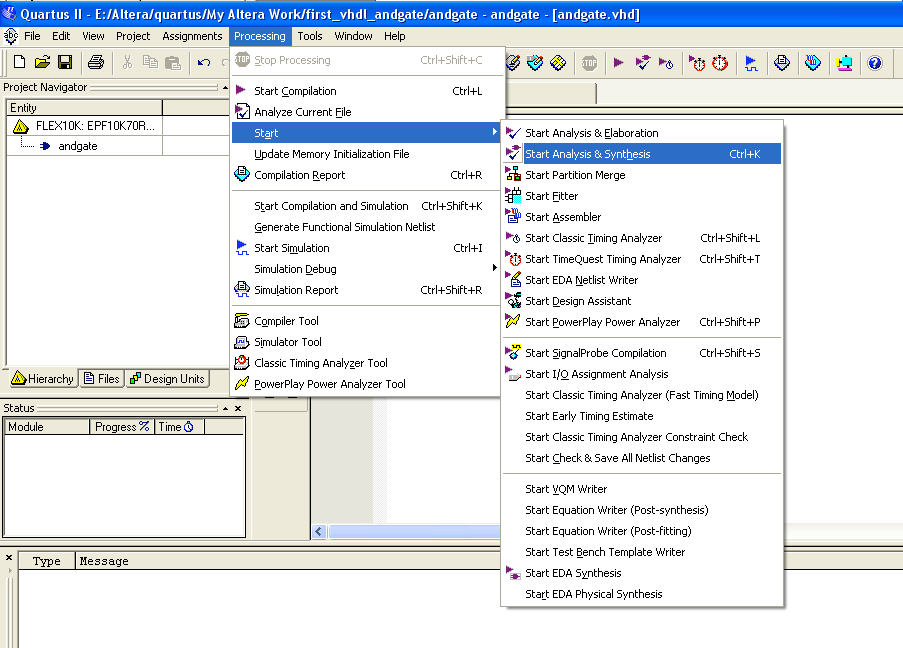 Quartus II - E:/Altera/quartus/My Altera Work/first_vhdl_andgate/andgate - andgate - [andgate.vhd]
abc File Edit View Project Assignments Processing Tools Window Help
STOP
Project Navigator
Entity
FLEX10K: EPF10K70R...
andgate
Hierarchy Files Design Units
Status
Module Progress % Time
Type Message
STOP Stop Processing Ctrl+Shift+C
Start Compilation Ctrl+L
Analyze Current File
Start
Update Memory Initialization File
Compilation Report Ctrl+R
Start Compilation and Simulation Ctrl+Shift+K
Generate Functional Simulation Netlist
Start Simulation Ctrl+I
Simulation Debug
Simulation Report Ctrl+Shift+R
Compiler Tool
Simulator Tool
Classic Timing Analyzer Tool
PowerPlay Power Analyzer Tool
Start Analysis & Elaboration
Start Analysis & Synthesis Ctrl+K
Start Partition Merge
Start Fitter
Start Assembler
Start Classic Timing Analyzer Ctrl+Shift+L
Start TimeQuest Timing Analyzer Ctrl+Shift+T
Start EDA Netlist Writer
Start Design Assistant
Start PowerPlay Power Analyzer Ctrl+Shift+P
Start SignalProbe Compilation Ctrl+Shift+S
Start I/O Assignment Analysis
Start Classic Timing Analyzer (Fast Timing Model)
Start Early Timing Estimate
Start Classic Timing Analyzer Constraint Check
Start Check & Save All Netlist Changes
Start VQM Writer
Start Equation Writer (Post-synthesis)
Start Equation Writer (Post-fitting)
Start Test Bench Template Writer
Start EDA Synthesis
Start EDA Physical Synthesis